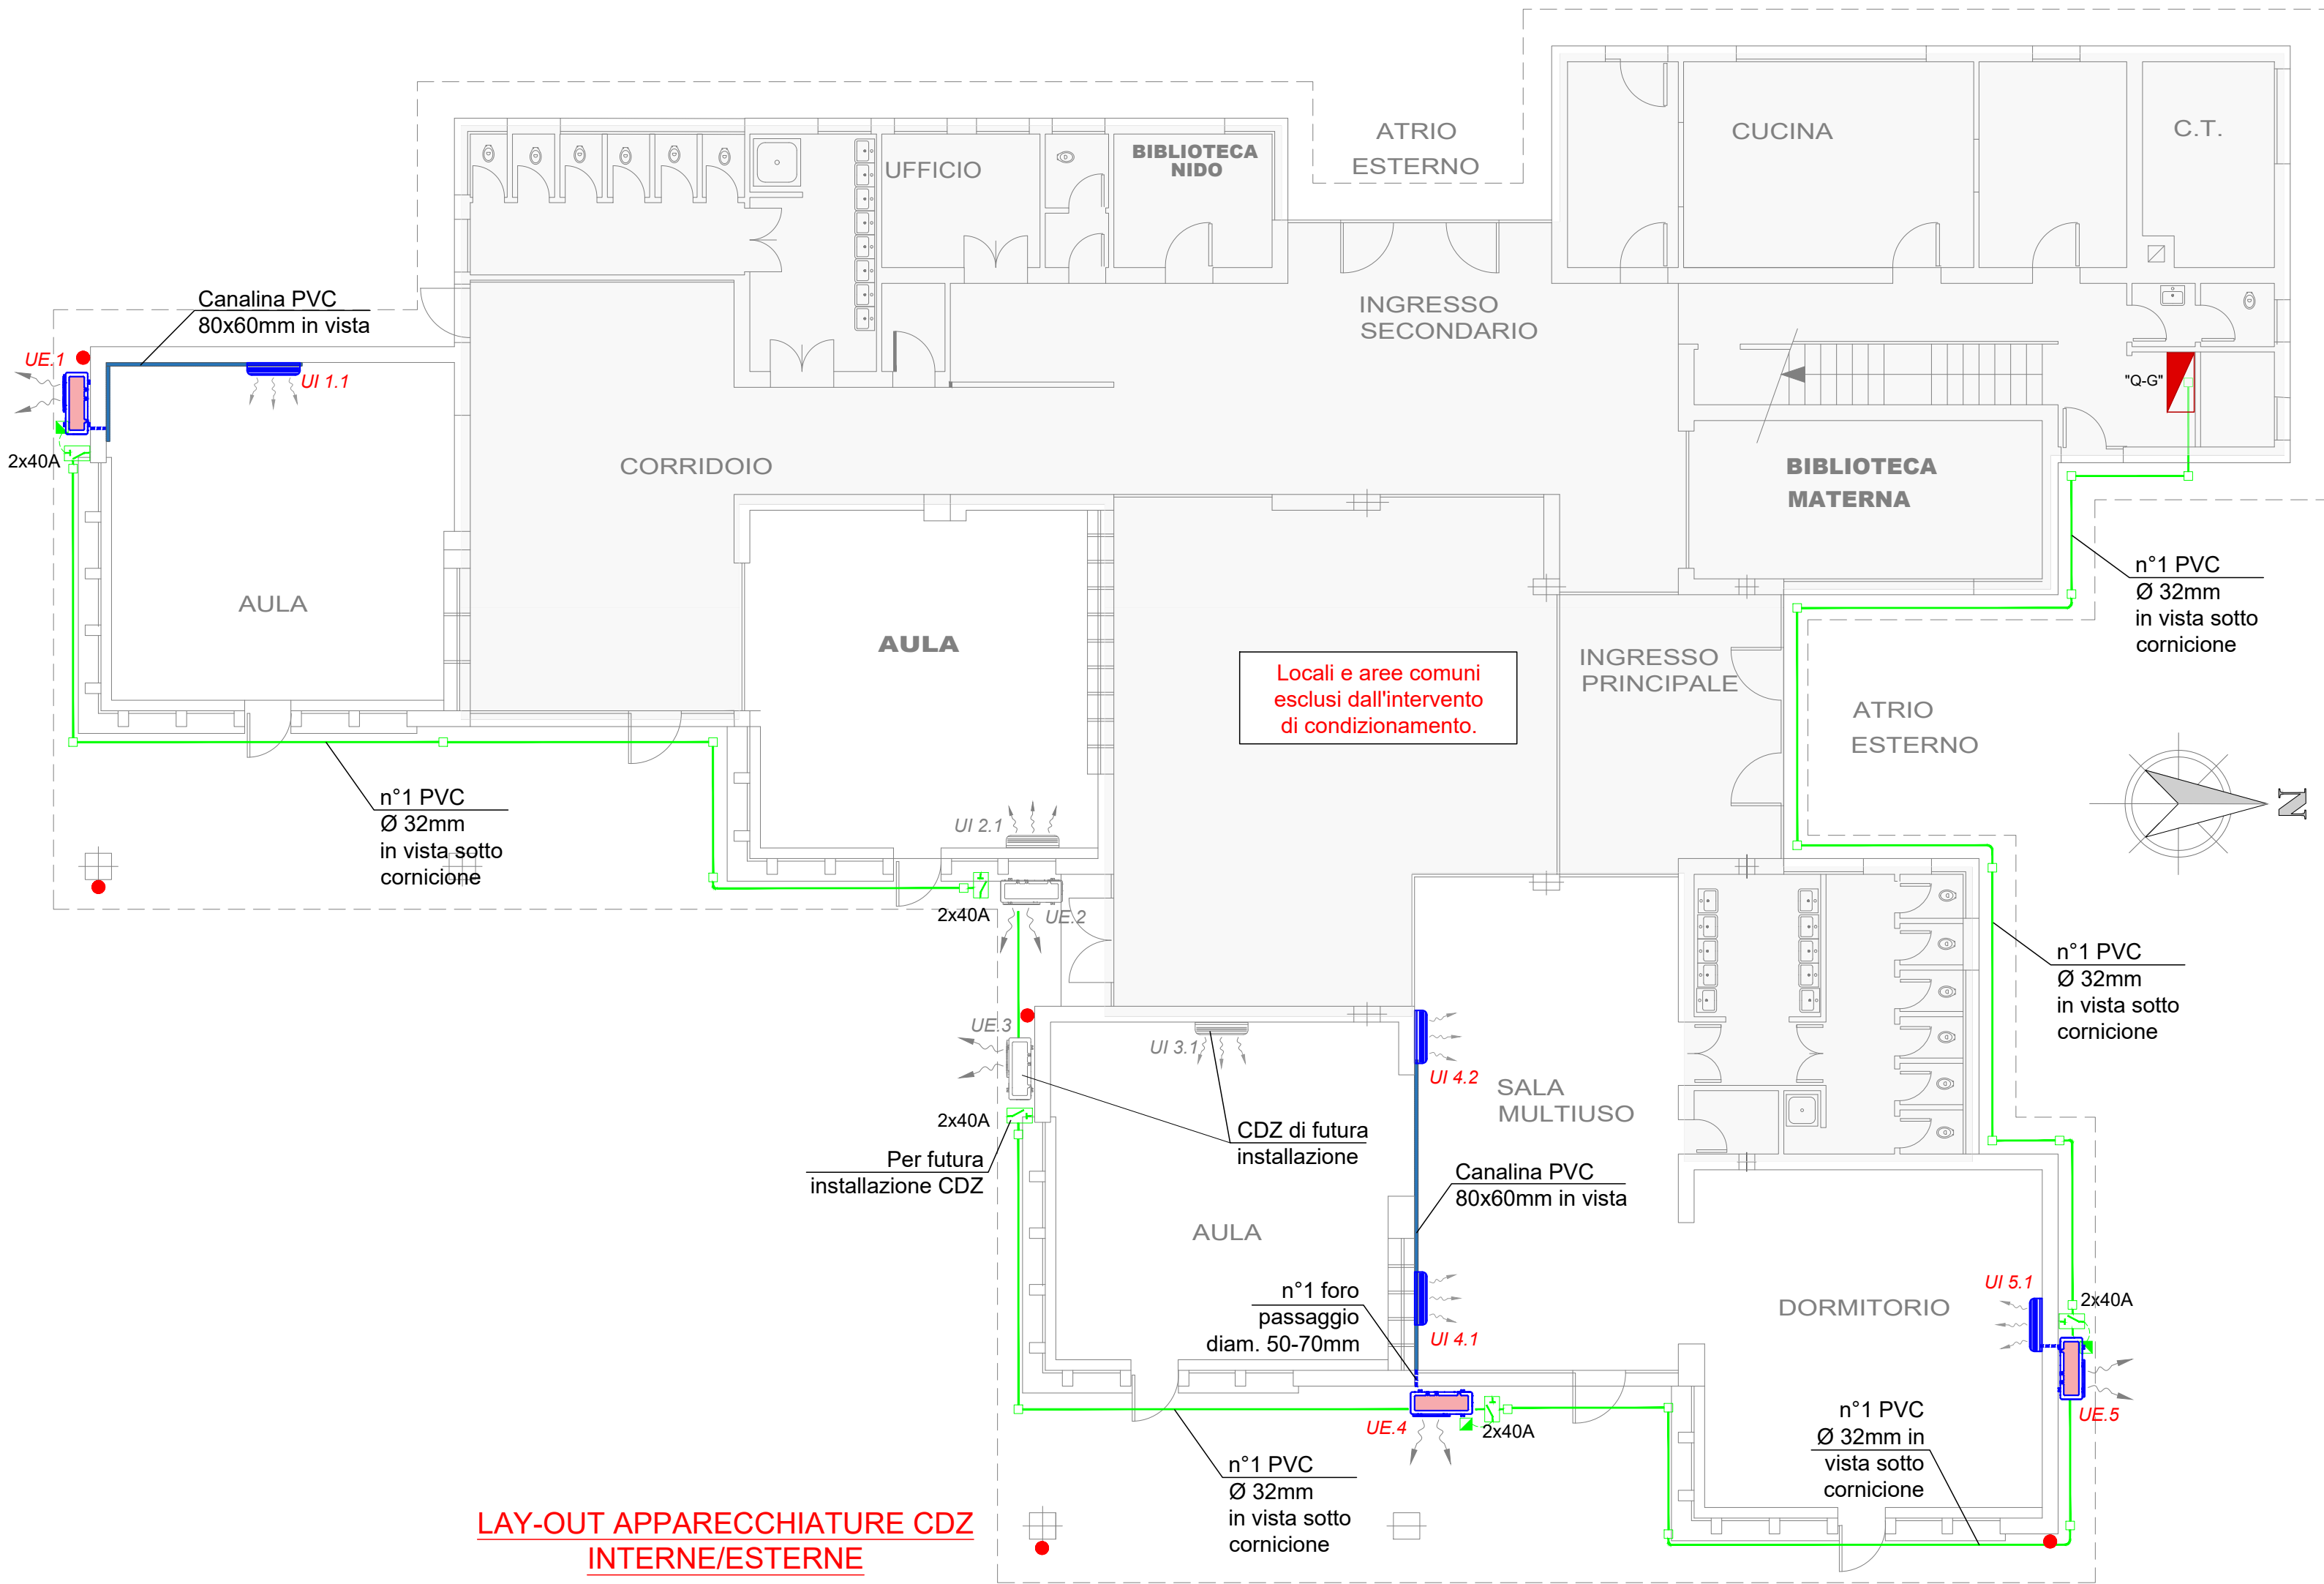 ATRIO
ESTERNO
CUCINA
C.T.
UFFICIO
BIBLIOTECA
NIDO
Canalina PVC
80x60mm in vista
INGRESSO
SECONDARIO
UE.1
UI 1.1
"Q-G"
2x40A
CORRIDOIO
BIBLIOTECA
MATERNA
n°1 PVC
Ø 32mm
in vista sotto
cornicione
AULA
AULA
Locali e aree comuni
esclusi dall'intervento
di condizionamento.
INGRESSO
PRINCIPALE
ATRIO
ESTERNO
N
n°1 PVC
Ø 32mm
in vista sotto
cornicione
UI 2.1
2x40A
UE.2
n°1 PVC
Ø 32mm
in vista sotto
cornicione
UE.3
UI 3.1
UI 4.2
SALA
MULTIUSO
2x40A
CDZ di futura
installazione
Per futura
installazione CDZ
Canalina PVC
80x60mm in vista
AULA
n°1 foro
passaggio
diam. 50-70mm
UI 4.1
DORMITORIO
UI 5.1
2x40A
UE.4
2x40A
UE.5
n°1 PVC
Ø 32mm in
vista sotto
cornicione
n°1 PVC
Ø 32mm
in vista sotto
cornicione
LAY-OUT APPARECCHIATURE CDZ
INTERNE/ESTERNE